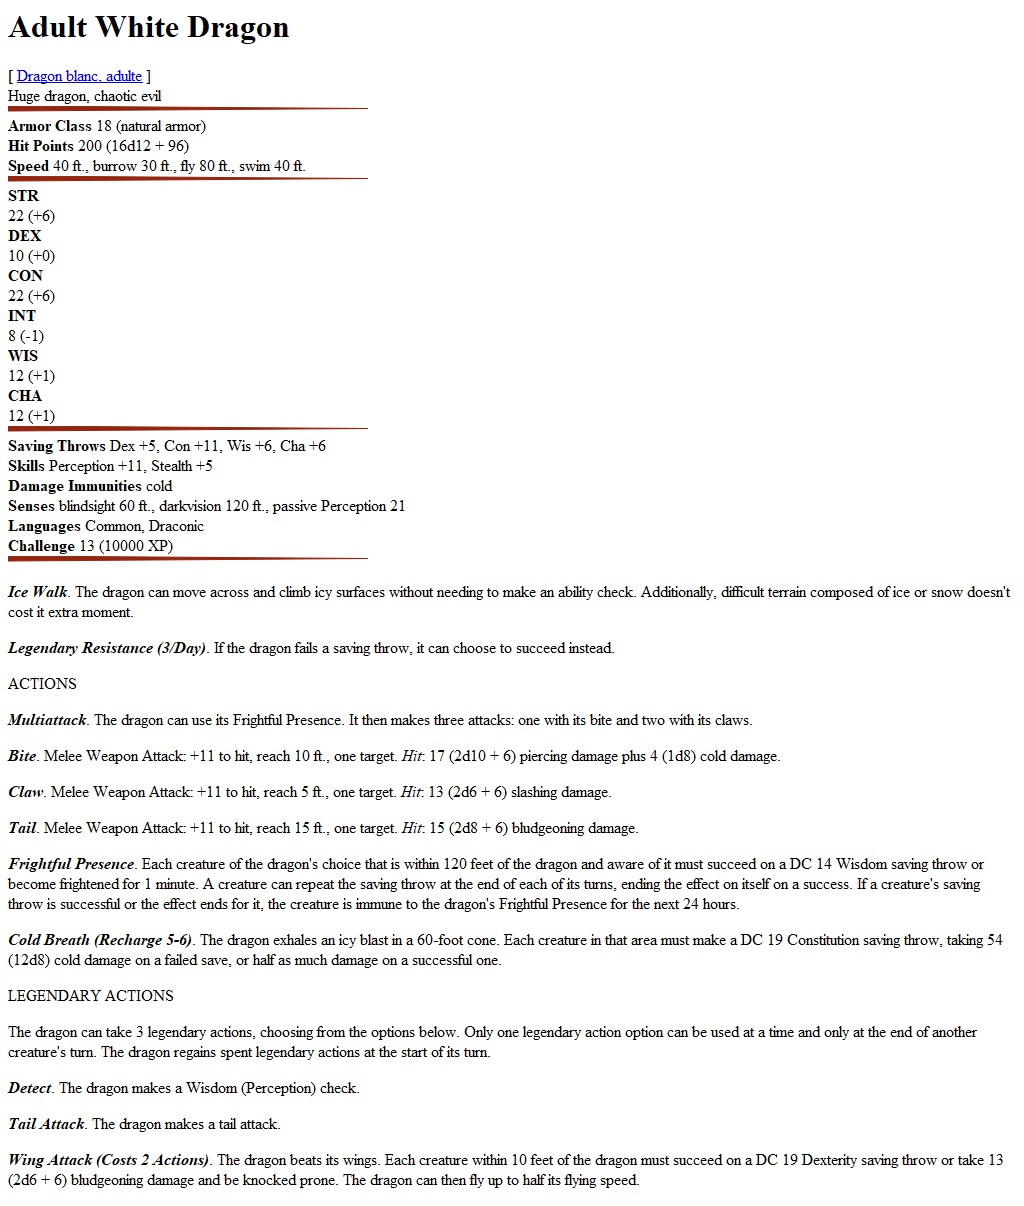 Adult White Dragon
[ Dragon blanc, adulte ]
Huge dragon, chaotic evil
Armor Class 18 (natural armor)
Hit Points 200 (16d12 + 96)
Speed 40 ft., burrow 30 ft., fly 80 ft., swim 40 ft.
STR
22 (+6)
DEX
10 (+0)
CON
22 (+6)
INT
8 (-1)
WIS
12 (+1)
CHA
12 (+1)
Saving Throws Dex +5, Con +11, Wis +6, Cha +6
Skills Perception +11, Stealth +5
Damage Immunities cold
Senses blindsight 60 ft., darkvision 120 ft., passive Perception 21
Languages Common, Draconic
Challenge 13 (10000 XP)
Ice Walk. The dragon can move across and climb icy surfaces without needing to make an ability check. Additionally, difficult terrain composed of ice or snow doesn't
cost it extra moment.
Legendary Resistance (3/Day). If the dragon fails a saving throw, it can choose to succeed instead.
ACTIONS
Multiattack. The dragon can use its Frightful Presence. It then makes three attacks: one with its bite and two with its claws.
Bite. Melee Weapon Attack: +11 to hit, reach 10 ft., one target. Hit: 17 (2d10 + 6) piercing damage plus 4 (1d8) cold damage.
Claw. Melee Weapon Attack: +11 to hit, reach 5 ft., one target. Hit: 13 (2d6 + 6) slashing damage.
Tail. Melee Weapon Attack: +11 to hit, reach 15 ft., one target. Hit: 15 (2d8 + 6) bludgeoning damage.
Frightful Presence. Each creature of the dragon's choice that is within 120 feet of the dragon and aware of it must succeed on a DC 14 Wisdom saving throw or
become frightened for 1 minute. A creature can repeat the saving throw at the end of each of its turns, ending the effect on itself on a success. If a creature's saving
throw is successful or the effect ends for it, the creature is immune to the dragon's Frightful Presence for the next 24 hours.
Cold Breath (Recharge 5-6). The dragon exhales an icy blast in a 60-foot cone. Each creature in that area must make a DC 19 Constitution saving throw, taking 54
(12d8) cold damage on a failed save, or half as much damage on a successful one.
LEGENDARY ACTIONS
The dragon can take 3 legendary actions, choosing from the options below. Only one legendary action option can be used at a time and only at the end of another
creature's turn. The dragon regains spent legendary actions at the start of its turn.
Detect. The dragon makes a Wisdom (Perception) check.
Tail Attack. The dragon makes a tail attack.
Wing Attack (Costs 2 Actions). The dragon beats its wings. Each creature within 10 feet of the dragon must succeed on a DC 19 Dexterity saving throw or take 13
(2d6 + 6) bludgeoning damage and be knocked prone. The dragon can then fly up to half its flying speed.